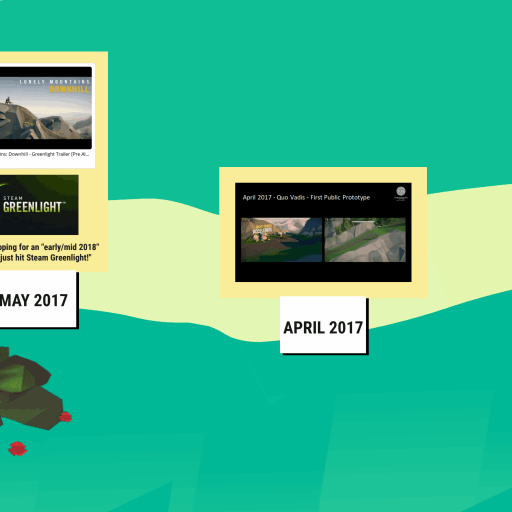 LONELY MOUNTAINS
DOWNHILL
ins: Downhill - Greenlight Trailer [Pre Al...
STEAM
GREENLIGHT™
oping for an "early/mid 2018"
just hit Steam Greenlight!"
MAY 2017
April 2017 - Quo Vadis - First Public Prototype
APRIL 2017